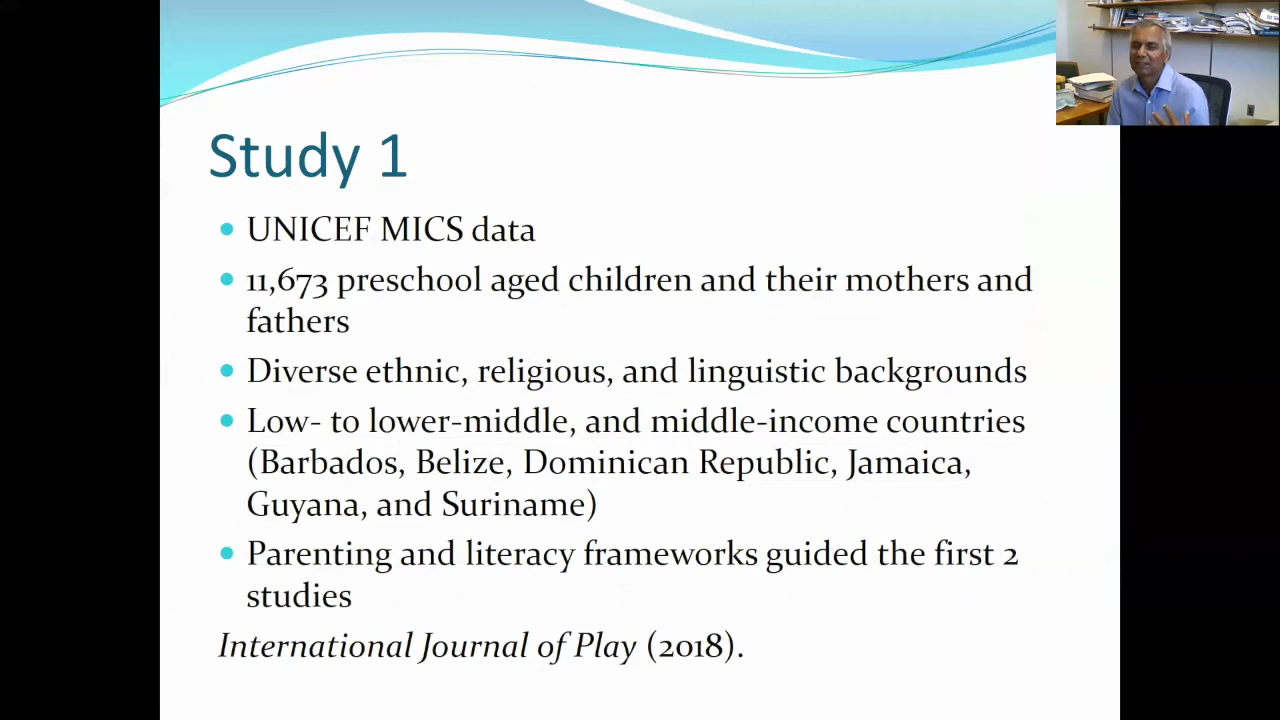 Study 1
UNICEF MICS data
11,673 preschool aged children and their mothers and
fathers
Diverse ethnic, religious, and linguistic backgrounds
Low- to lower-middle, and middle-income countries
(Barbados, Belize, Dominican Republic, Jamaica,
Guyana, and Suriname)
Parenting and literacy frameworks guided the first 2
studies
International Journal of Play (2018).